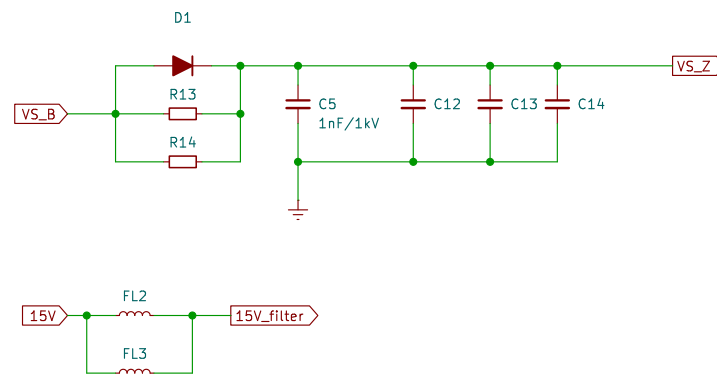 D1
R13
VS_B
R14
C5
1nF/1kV
C12
C13
C14
VS_Z
FL2
15V
15V_filter
FL3